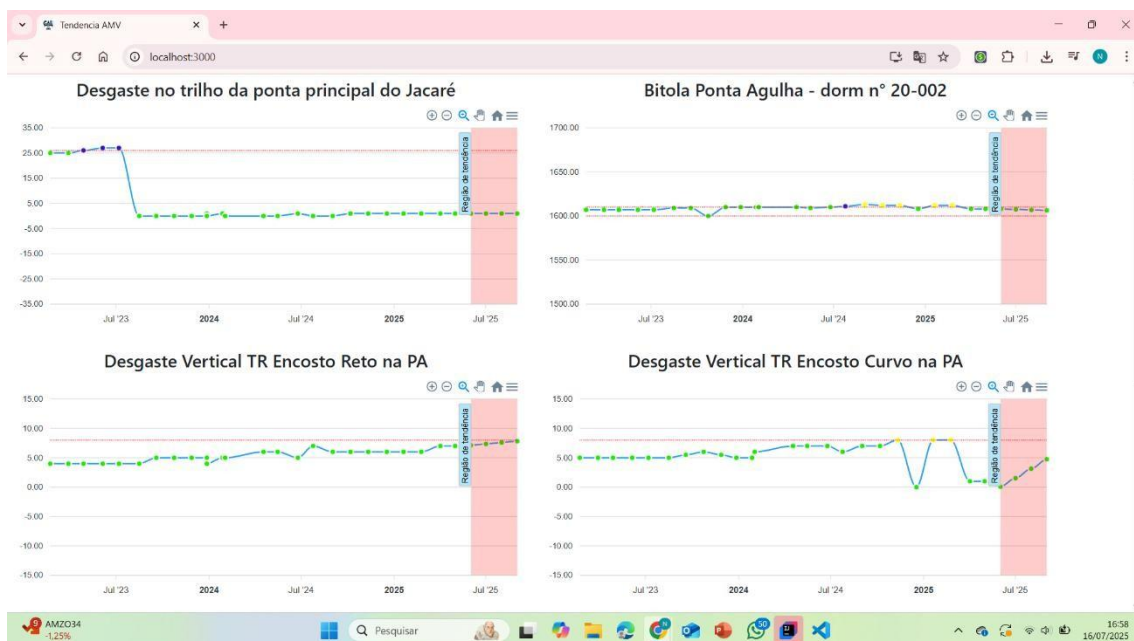 Tendencia AMV
localhost:3000
N
Desgaste no trilho da ponta principal do Jacaré
35.00
25.00
15.00
5.00
-5.00
-15.00
-25.00
-35.00
Região de tendência
Jul '23
2024
Jul '24
2025
Jul '25
Bitola Ponta Agulha - dorm n° 20-002
1700.00
1650.00
1600.00
1550.00
1500.00
Região de tendência
Jul '23
2024
Jul '24
2025
Jul '25
Desgaste Vertical TR Encosto Reto na PA
15.00
10.00
5.00
0.00
-5.00
-10.00
-15.00
Região de tendência
Jul '23
2024
Jul '24
2025
Jul '25
Desgaste Vertical TR Encosto Curvo na PA
15.00
10.00
5.00
0.00
-5.00
-10.00
-15.00
Região de tendência
Jul '23
2024
Jul '24
2025
Jul '25
9
AMZO34
-1,25%
Pesquisar
50
16:58
16/07/2025